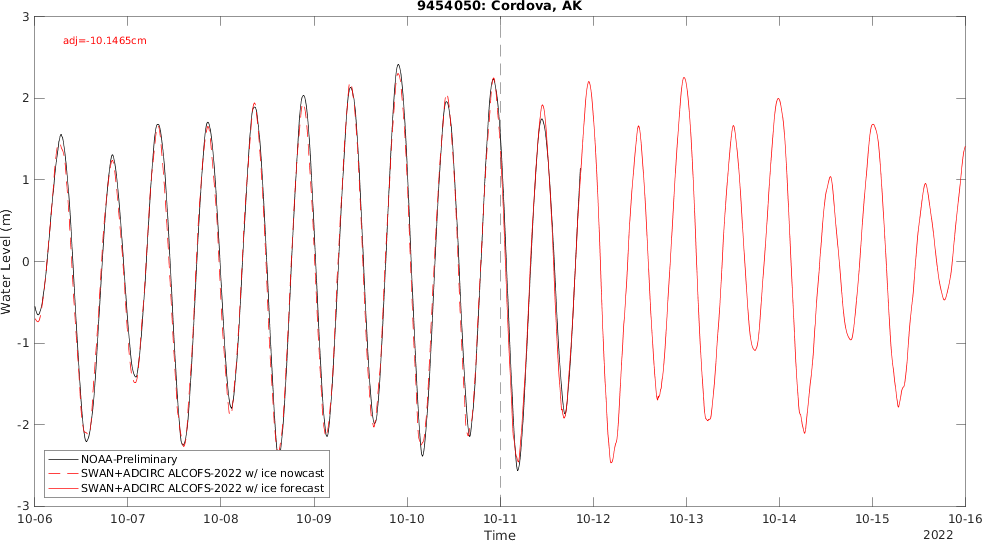 9454050: Cordova, AK
adj=-10.1465cm
3
2
1
0
-1
-2
-3
Water Level (m)
NOAA-Preliminary
SWAN+ADCIRC ALCOFS-2022 w/ ice nowcast
SWAN+ADCIRC ALCOFS-2022 w/ ice forecast
10-06 10-07 10-08 10-09 10-10 10-11 10-12 10-13 10-14 10-15 10-16
Time
2022